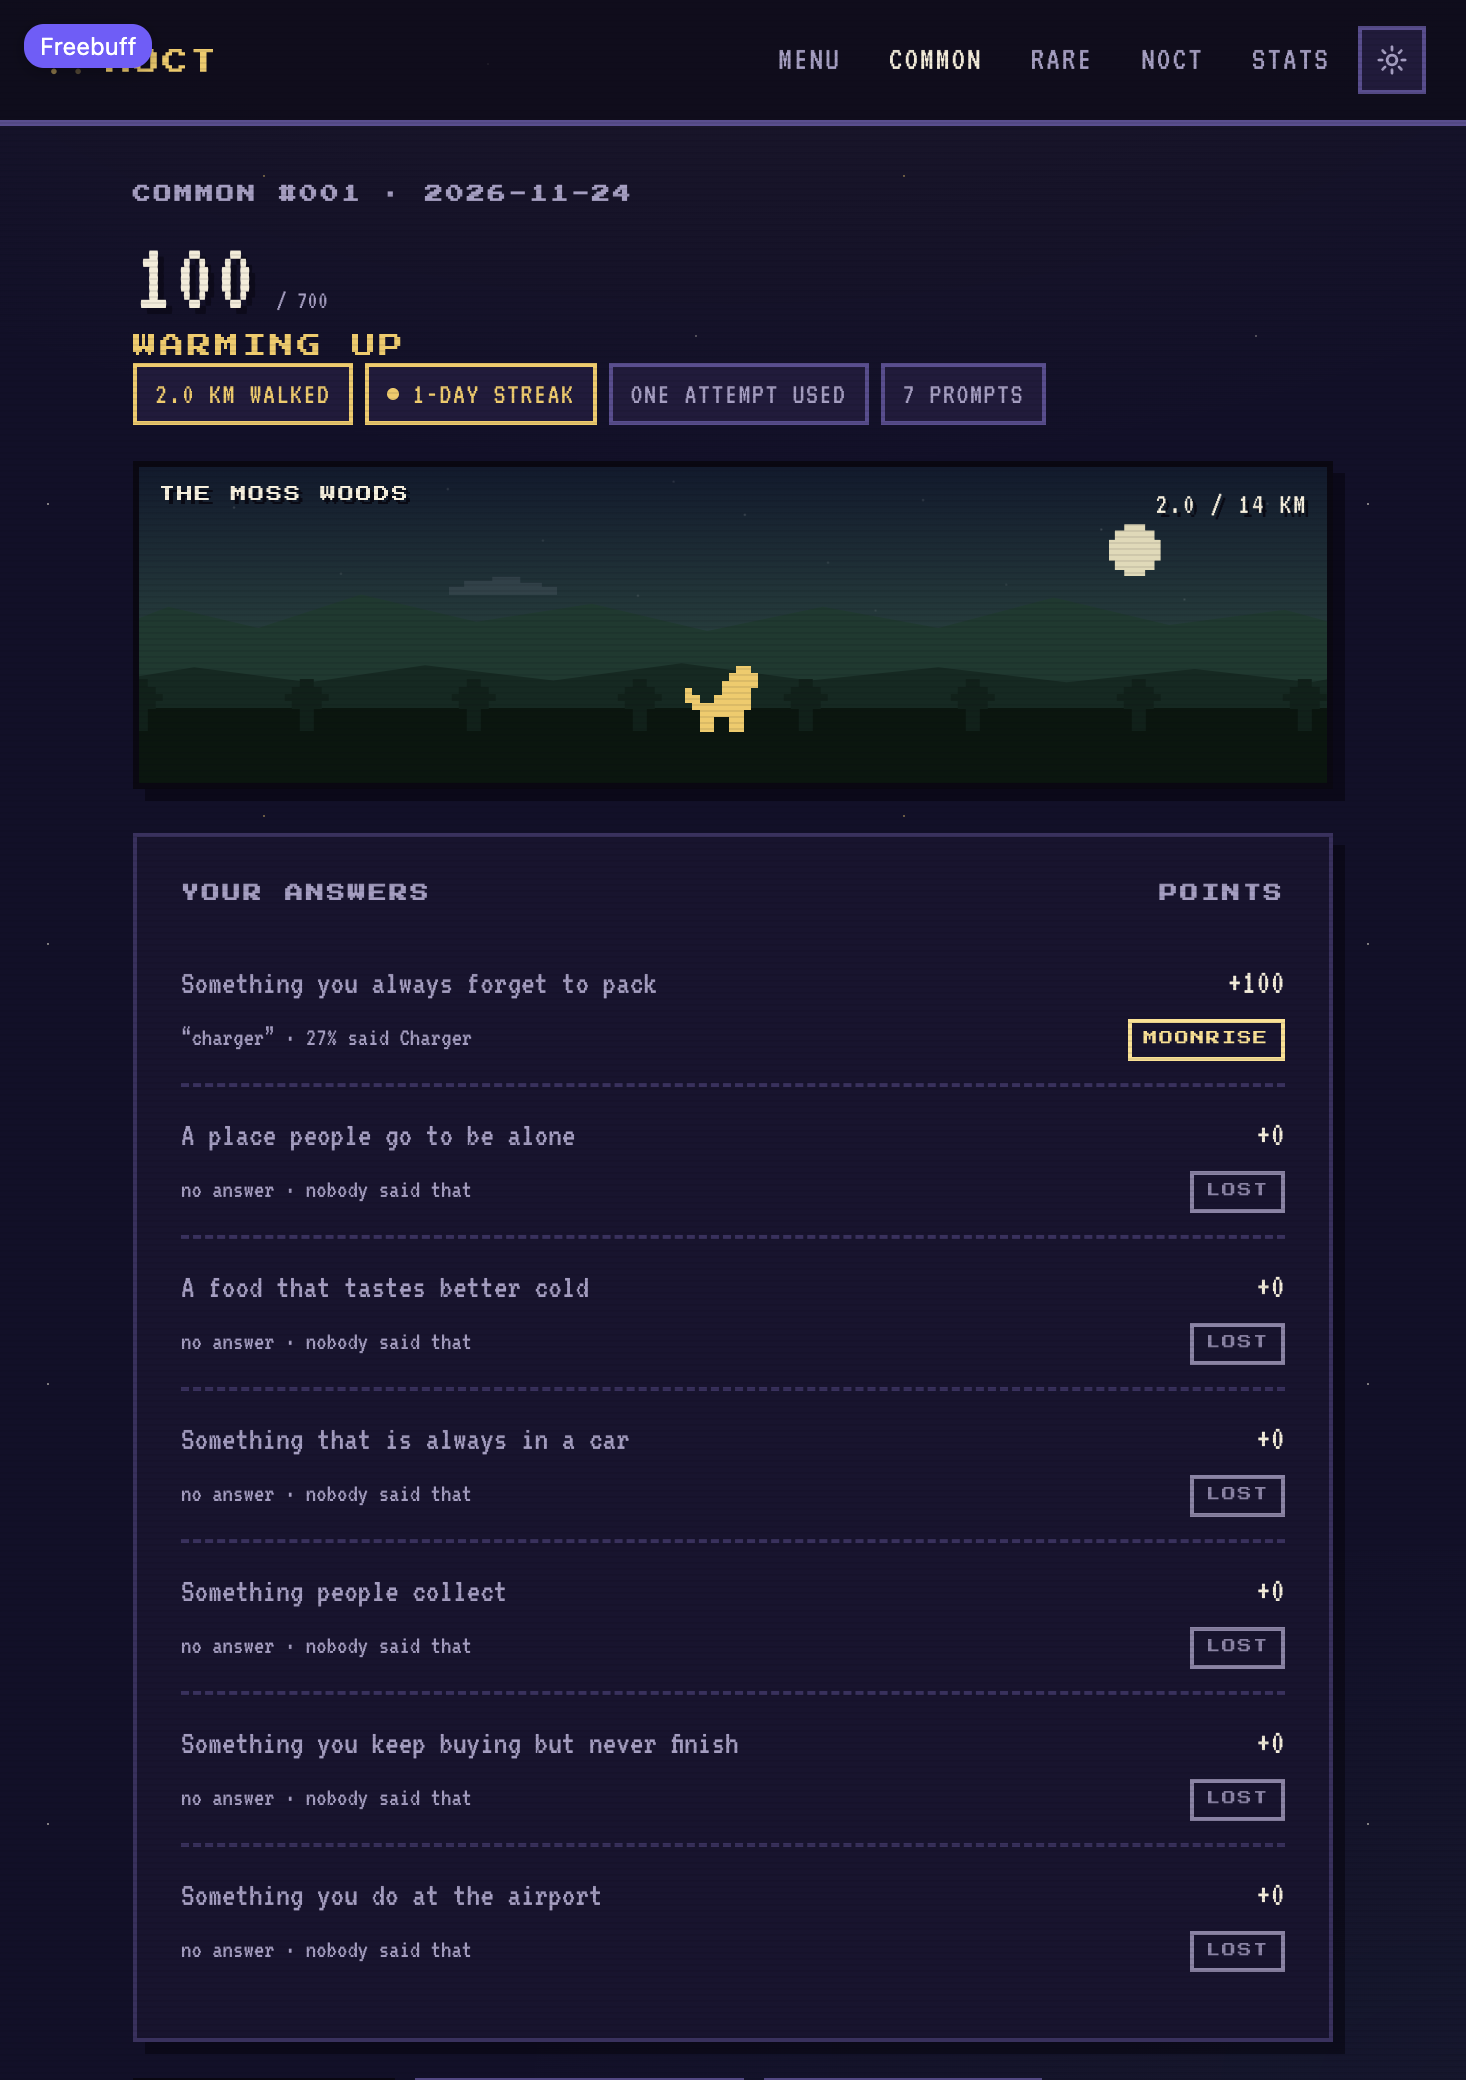 Freebuff
MENU COMMON RARE NOCT STATS
COMMON #001 · 2026-11-24
100 / 700
WARMING UP
2.0 KM WALKED
1-DAY STREAK
ONE ATTEMPT USED
7 PROMPTS
THE MOSS WOODS
2.0 / 14 KM
YOUR ANSWERS POINTS
Something you always forget to pack +100
“charger” · 27% said Charger MOONRISE
A place people go to be alone +0
no answer · nobody said that LOST
A food that tastes better cold +0
no answer · nobody said that LOST
Something that is always in a car +0
no answer · nobody said that LOST
Something people collect +0
no answer · nobody said that LOST
Something you keep buying but never finish +0
no answer · nobody said that LOST
Something you do at the airport +0
no answer · nobody said that LOST